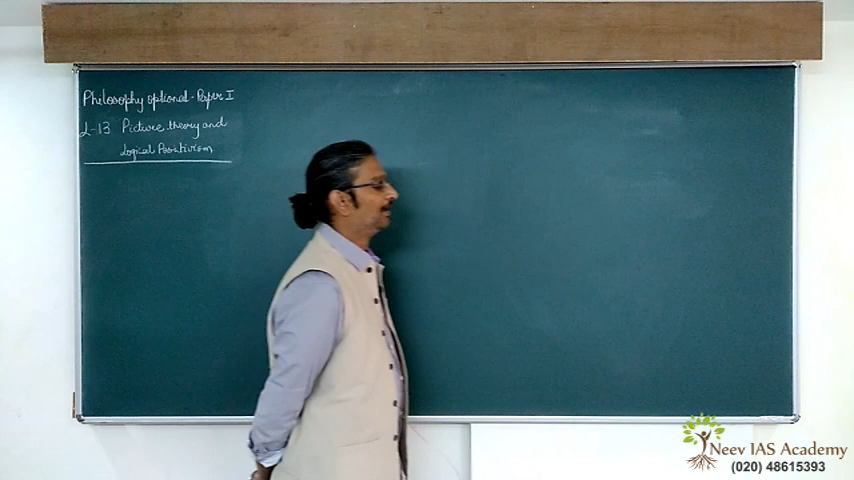 Philosophy optional - Paper I
L-13 Picture theory and
Logical Positivism
Neev IAS Academy
(020) 48615393